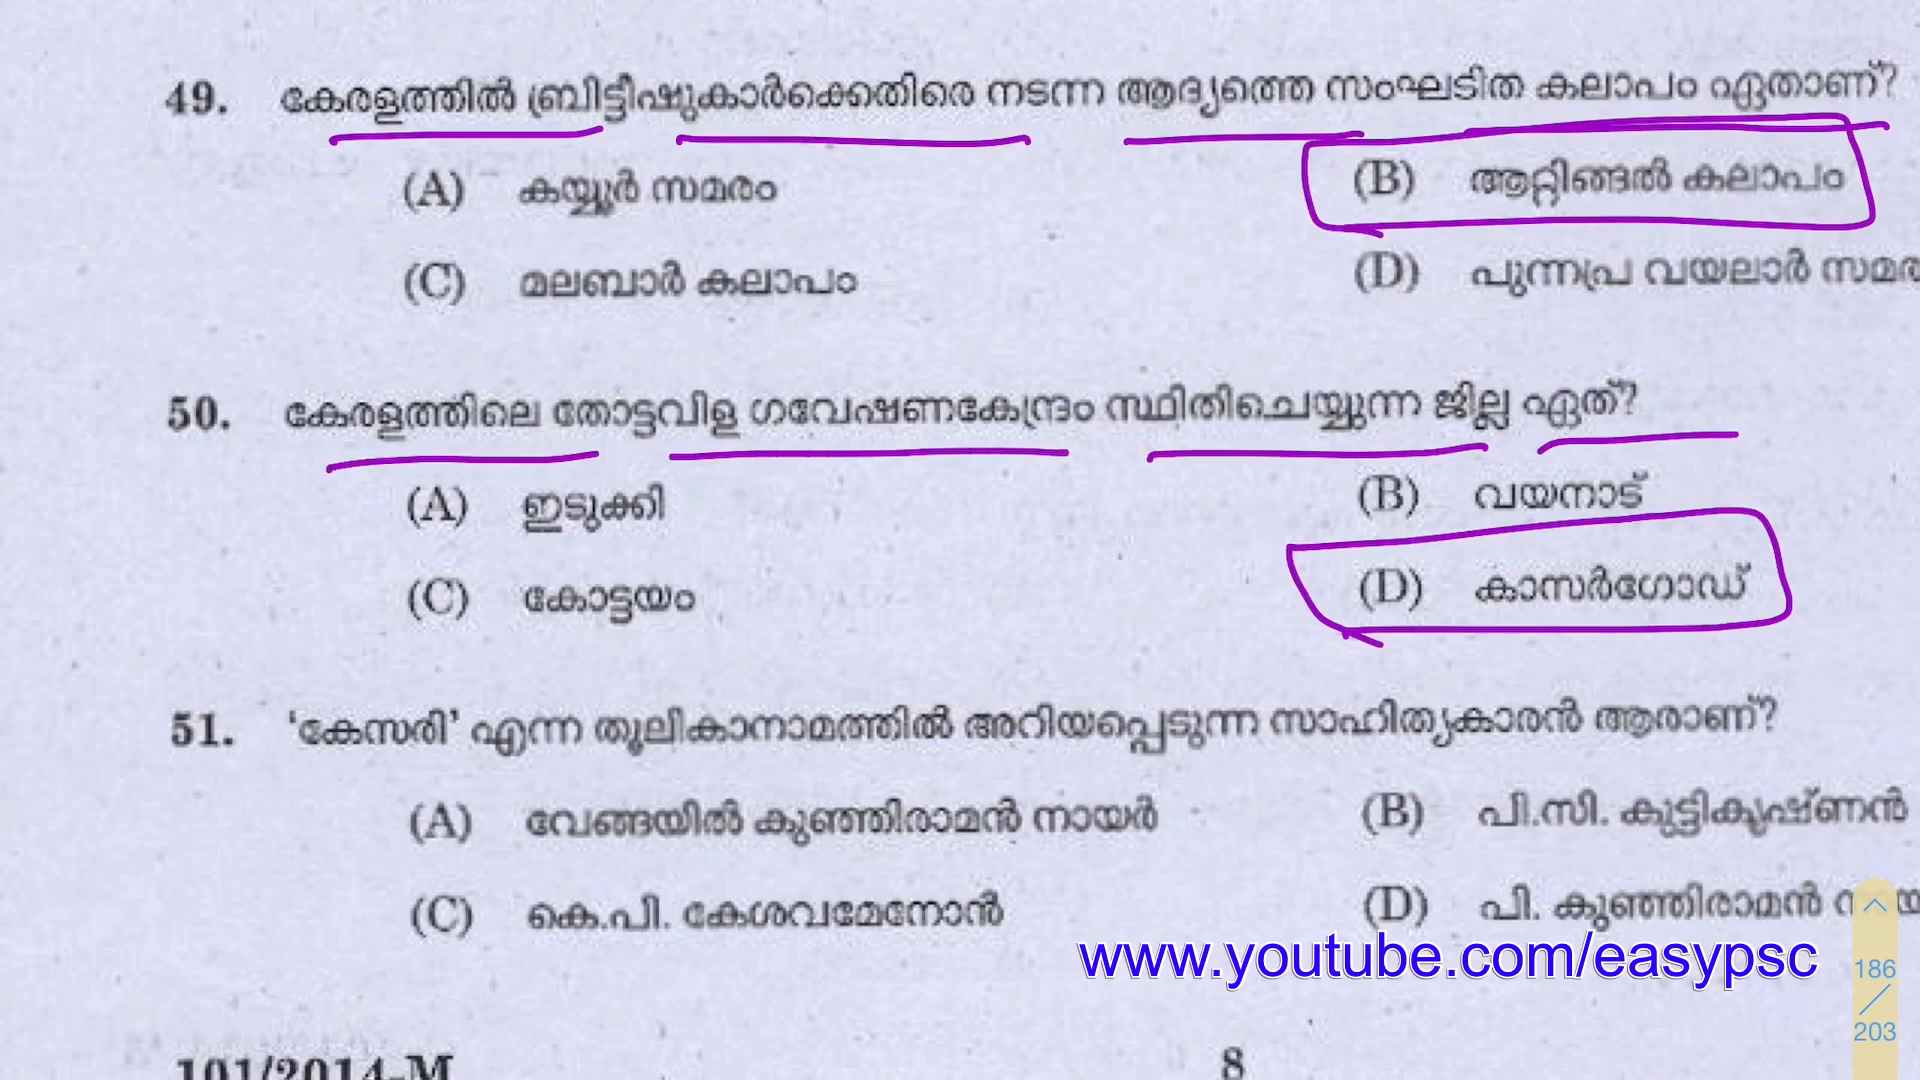 49. കേരളത്തിൽ ബ്രിട്ടീഷുകാർക്കെതിരെ നടന്ന ആദ്യത്തെ സംഘടിത കലാപം ഏതാണ്?
(A) കയ്യൂർ സമരം (B) ആറ്റിങ്ങൽ കലാപം
(C) മലബാർ കലാപം (D) പുന്നപ്ര വയലാർ
50. കേരളത്തിലെ തോട്ടവിള ഗവേഷണകേന്ദ്രം സ്ഥിതിചെയ്യുന്ന ജില്ല ഏത്?
(A) ഇടുക്കി (B) വയനാട്
(C) കോട്ടയം (D) കാസർഗോഡ്
51. 'കേസരി' എന്ന തൂലികാനാമത്തിൽ അറിയപ്പെടുന്ന സാഹിത്യകാരൻ ആരാണ്?
(A) വേങ്ങയിൽ കുഞ്ഞിരാമൻ നായർ (B) പി.സി. കുട്ടികൃഷ്ണൻ
(C) കെ.പി. കേശവമേനോൻ (D) പി. കുഞ്ഞിരാമൻ
www.youtube.com/easypsc
186
/
203
101/2014-M 8